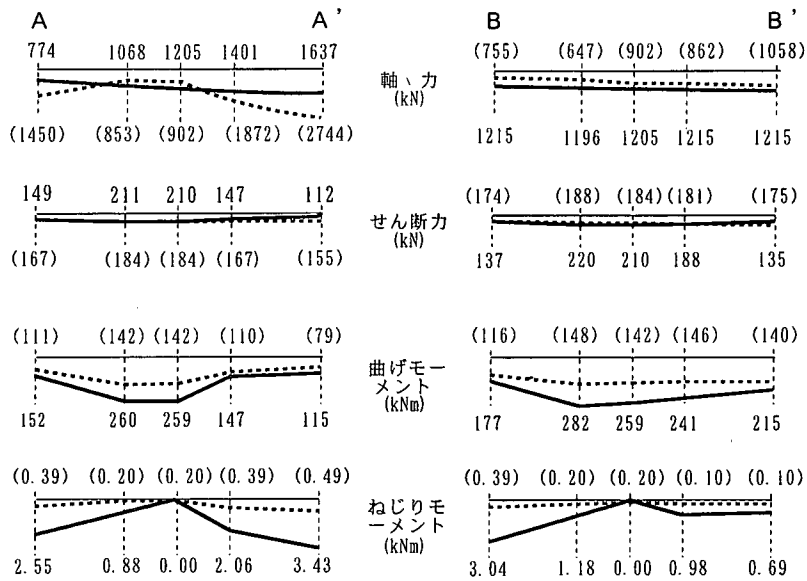 A A' B B'
774 1068 1205 1401 1637 (755) (647) (902) (862) (1058)
軸、力
(kN)
(1450) (853) (902) (1872) (2744) 1215 1196 1205 1215 1215
149 211 210 147 112 (174) (188) (184) (181) (175)
せん断力
(kN)
(167) (184) (184) (167) (155) 137 220 210 188 135
(111) (142) (142) (110) (79) (116) (148) (142) (146) (140)
曲げモー
メント
(kNm)
152 260 259 147 115 177 282 259 241 215
(0.39) (0.20) (0.20) (0.39) (0.49) (0.39) (0.20) (0.20) (0.10) (0.10)
ねじりモ
ーメント
(kNm)
2.55 0.88 0.00 2.06 3.43 3.04 1.18 0.00 0.98 0.69